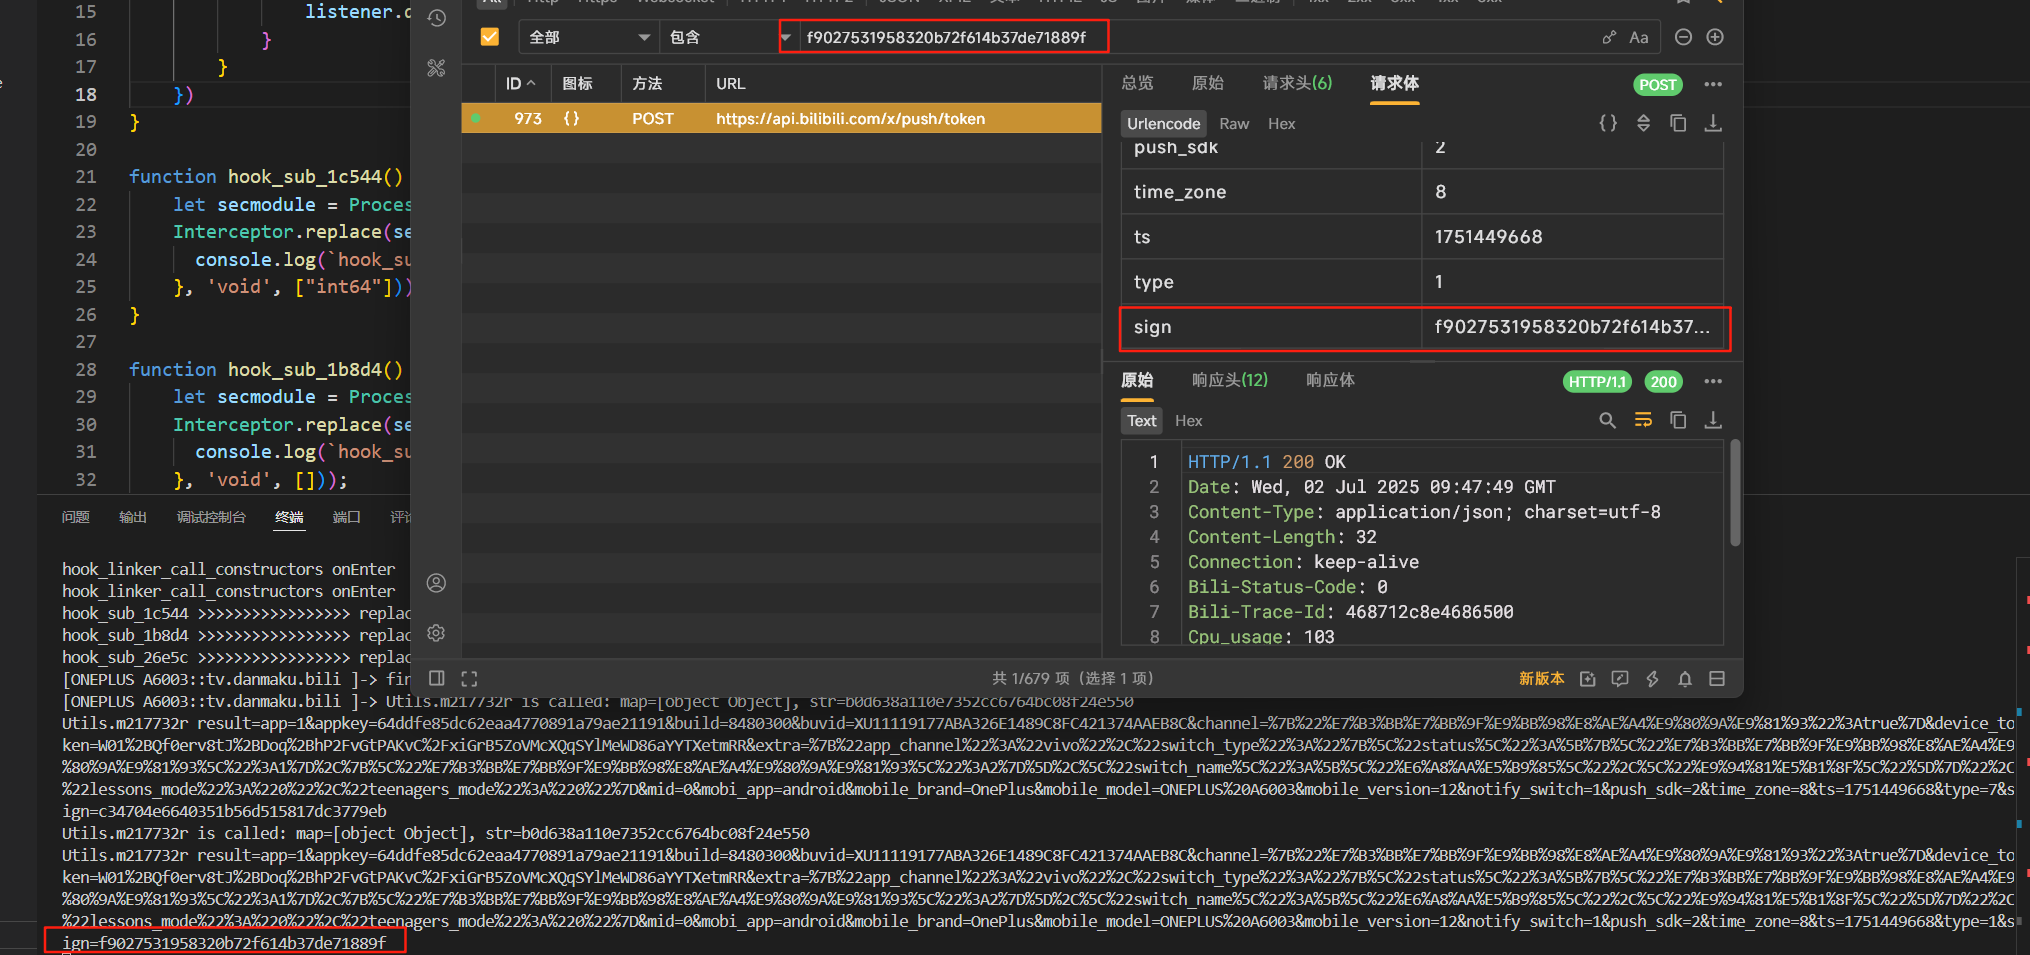 15 listener.d
16 }
17 }
18 })
19 }
20
21 function hook_sub_1c544()
22 let secmodule = Proces
23 Interceptor.replace(se
24 console.log(`hook_su
25 }, 'void', ["int64"]))
26 }
27
28 function hook_sub_1b8d4()
29 let secmodule = Proces
30 Interceptor.replace(se
31 console.log(`hook_su
32 }, 'void', []));
全部 包含 f9027531958320b72f614b37de71889f Aa
ID 图标 方法 URL
973 {} POST https://api.bilibili.com/x/push/token
总览 原始 请求头(6) 请求体 POST
Urlencode Raw Hex
push_sdk 2
time_zone 8
ts 1751449668
type 1
sign f9027531958320b72f614b37...
原始 响应头(12) 响应体 HTTP/1.1 200
Text Hex
1 HTTP/1.1 200 OK
2 Date: Wed, 02 Jul 2025 09:47:49 GMT
3 Content-Type: application/json; charset=utf-8
4 Content-Length: 32
5 Connection: keep-alive
6 Bili-Status-Code: 0
7 Bili-Trace-Id: 468712c8e4686500
8 Cpu_usage: 103
共 1/679 项 (选择 1 项) 新版本
问题 输出 调试控制台 终端 端口 评论
hook_linker_call_constructors onEnter
hook_linker_call_constructors onEnter
hook_sub_1c544 >>>>>>>>>>>>>>>>> replac
hook_sub_1b8d4 >>>>>>>>>>>>>>>>> replac
hook_sub_26e5c >>>>>>>>>>>>>>>>> replac
[ONEPLUS A6003::tv.danmaku.bili ]-> fin
[ONEPLUS A6003::tv.danmaku.bili ]-> Utils.m217732r is called: map=[object Object], str=b0d638a110e7352cc6764bc08f24e550
Utils.m217732r result=app=1&appkey=64ddfe85dc62eaa4770891a79ae21191&build=8480300&buvid=XU11119177ABA326E1489C8FC421374AAEB8C&channel=%7B%22%E7%B3%BB%E7%BB%9F%E9%BB%98%E8%AE%A4%E9%80%9A%E9%81%93%22%3Atrue%7D&device_to
ken=W01%2BQf0erv8tJ%2BDoq%2BhP2FvGtPAKvC%2FxiGrB5ZoVMcXQqSYlMeWD86aYYTXetmRR&extra=%7B%22app_channel%22%3A%22vivo%22%2C%22switch_type%22%3A%22%7B%5C%22status%5C%22%3A%5B%7B%5C%22%E7%B3%BB%E7%BB%9F%E9%BB%98%E8%AE%A4%E9
%80%9A%E9%81%93%5C%22%3A1%7D%2C%7B%5C%22%E7%B3%BB%E7%BB%9F%E9%BB%98%E8%AE%A4%E9%80%9A%E9%81%93%5C%22%3A2%7D%5D%2C%5C%22switch_name%5C%22%3A%5B%5C%22%E6%A8%AA%E5%B9%85%5C%22%2C%5C%22%E9%94%81%E5%B1%8F%5C%22%5D%7D%22%2C
%22lessons_mode%22%3A%220%22%2C%22teenagers_mode%22%3A%220%22%7D&mid=0&mobi_app=android&mobile_brand=OnePlus&mobile_model=ONEPLUS%20A6003&mobile_version=12&notify_switch=1&push_sdk=2&time_zone=8&ts=1751449668&type=7&s
ign=c34704e6640351b56d515817dc3779eb
Utils.m217732r is called: map=[object Object], str=b0d638a110e7352cc6764bc08f24e550
Utils.m217732r result=app=1&appkey=64ddfe85dc62eaa4770891a79ae21191&build=8480300&buvid=XU11119177ABA326E1489C8FC421374AAEB8C&channel=%7B%22%E7%B3%BB%E7%BB%9F%E9%BB%98%E8%AE%A4%E9%80%9A%E9%81%93%22%3Atrue%7D&device_to
ken=W01%2BQf0erv8tJ%2BDoq%2BhP2FvGtPAKvC%2FxiGrB5ZoVMcXQqSYlMeWD86aYYTXetmRR&extra=%7B%22app_channel%22%3A%22vivo%22%2C%22switch_type%22%3A%22%7B%5C%22status%5C%22%3A%5B%7B%5C%22%E7%B3%BB%E7%BB%9F%E9%BB%98%E8%AE%A4%E9
%80%9A%E9%81%93%5C%22%3A1%7D%2C%7B%5C%22%E7%B3%BB%E7%BB%9F%E9%BB%98%E8%AE%A4%E9%80%9A%E9%81%93%5C%22%3A2%7D%5D%2C%5C%22switch_name%5C%22%3A%5B%5C%22%E6%A8%AA%E5%B9%85%5C%22%2C%5C%22%E9%94%81%E5%B1%8F%5C%22%5D%7D%22%2C
%22lessons_mode%22%3A%220%22%2C%22teenagers_mode%22%3A%220%22%7D&mid=0&mobi_app=android&mobile_brand=OnePlus&mobile_model=ONEPLUS%20A6003&mobile_version=12&notify_switch=1&push_sdk=2&time_zone=8&ts=1751449668&type=1&s
ign=f9027531958320b72f614b37de71889f